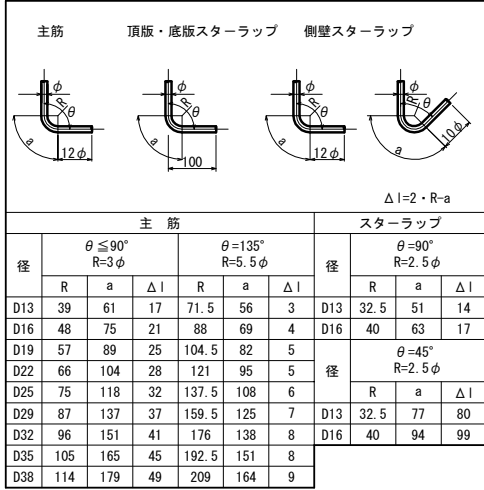 主筋 頂版・底版スターラップ 側壁スターラップ
φ R θ a 12φ
φ R θ a 100
φ R θ a 12φ
φ R θ a 10φ
Δl=2・R-a
主 筋 スターラップ
径 θ≦90° θ=135° 径 θ=90°
R=3φ R=5.5φ R=2.5φ
R a Δl R a Δl R a Δl
D13 39 61 17 71.5 56 3 D13 32.5 51 14
D16 48 75 21 88 69 4 D16 40 63 17
D19 57 89 25 104.5 82 5 径 θ=45°
D22 66 104 28 121 95 5 R=2.5φ
D25 75 118 32 137.5 108 6 R a Δl
D29 87 137 37 159.5 125 7 D13 32.5 77 80
D32 96 151 41 176 138 8 D16 40 94 99
D35 105 165 45 192.5 151 8
D38 114 179 49 209 164 9